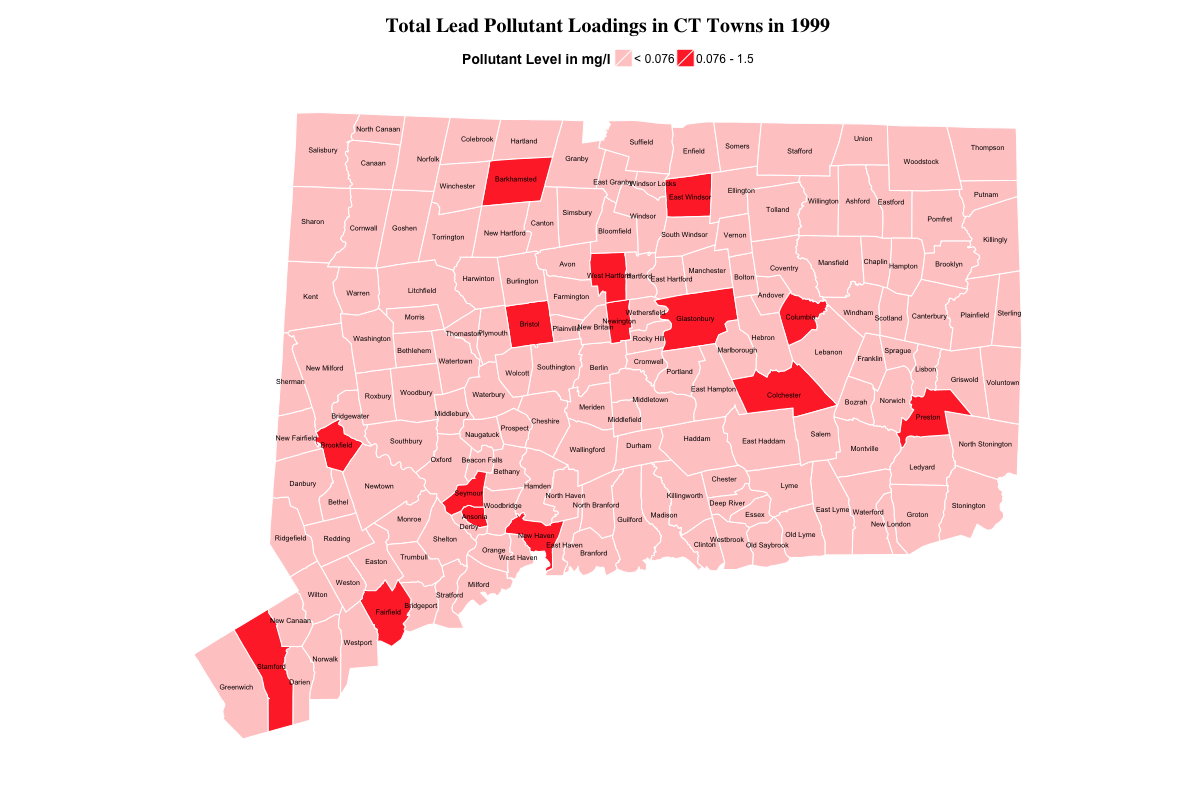 Total Lead Pollutant Loadings in CT Towns in 1999
Pollutant Level in mg/l < 0.076 0.076 - 1.5
North Canaan
Colebrook
Hartland
Suffield
Enfield
Somers
Stafford
Union
Woodstock
Thompson
Salisbury
Canaan
Norfolk
Granby
Winchester
Barkhamsted
East Granby
Windsor Locks
East Windsor
Ellington
Tolland
Willington
Ashford
Eastford
Putnam
Sharon
Cornwall
Goshen
Torrington
New Hartford
Canton
Simsbury
Bloomfield
Windsor
South Windsor
Vernon
Pomfret
Killingly
Avon
West Hartford
Hartford
East Hartford
Manchester
Bolton
Coventry
Mansfield
Chaplin
Hampton
Brooklyn
Kent
Warren
Litchfield
Harwinton
Burlington
Farmington
Andover
Morris
Bristol
Plainville
New Britain
Newington
Wethersfield
Glastonbury
Columbia
Windham
Scotland
Canterbury
Plainfield
Sterling
Washington
Bethlehem
Thomaston
Plymouth
Rocky Hill
Hebron
Marlborough
Lebanon
Franklin
Sprague
Lisbon
Griswold
Voluntown
New Milford
Sherman
Watertown
Wolcott
Southington
Berlin
Cromwell
Portland
East Hampton
Colchester
Bozrah
Norwich
Preston
Roxbury
Woodbury
Waterbury
Middlebury
Meriden
Middletown
Middlefield
Bridgewater
New Fairfield
Brookfield
Southbury
Naugatuck
Prospect
Cheshire
Wallingford
Durham
Haddam
East Haddam
Salem
Montville
North Stonington
Oxford
Beacon Falls
Bethany
Ledyard
Danbury
Bethel
Newtown
Seymour
Woodbridge
Hamden
North Haven
North Branford
Guilford
Madison
Killingworth
Chester
Deep River
Essex
Lyme
East Lyme
Waterford
New London
Groton
Stonington
Ridgefield
Redding
Monroe
Ansonia
Derby
Shelton
Orange
New Haven
West Haven
East Haven
Branford
Clinton
Westbrook
Old Saybrook
Old Lyme
Easton
Trumbull
Weston
Wilton
Milford
Stratford
Bridgeport
Fairfield
New Canaan
Westport
Norwalk
Stamford
Darien
Greenwich